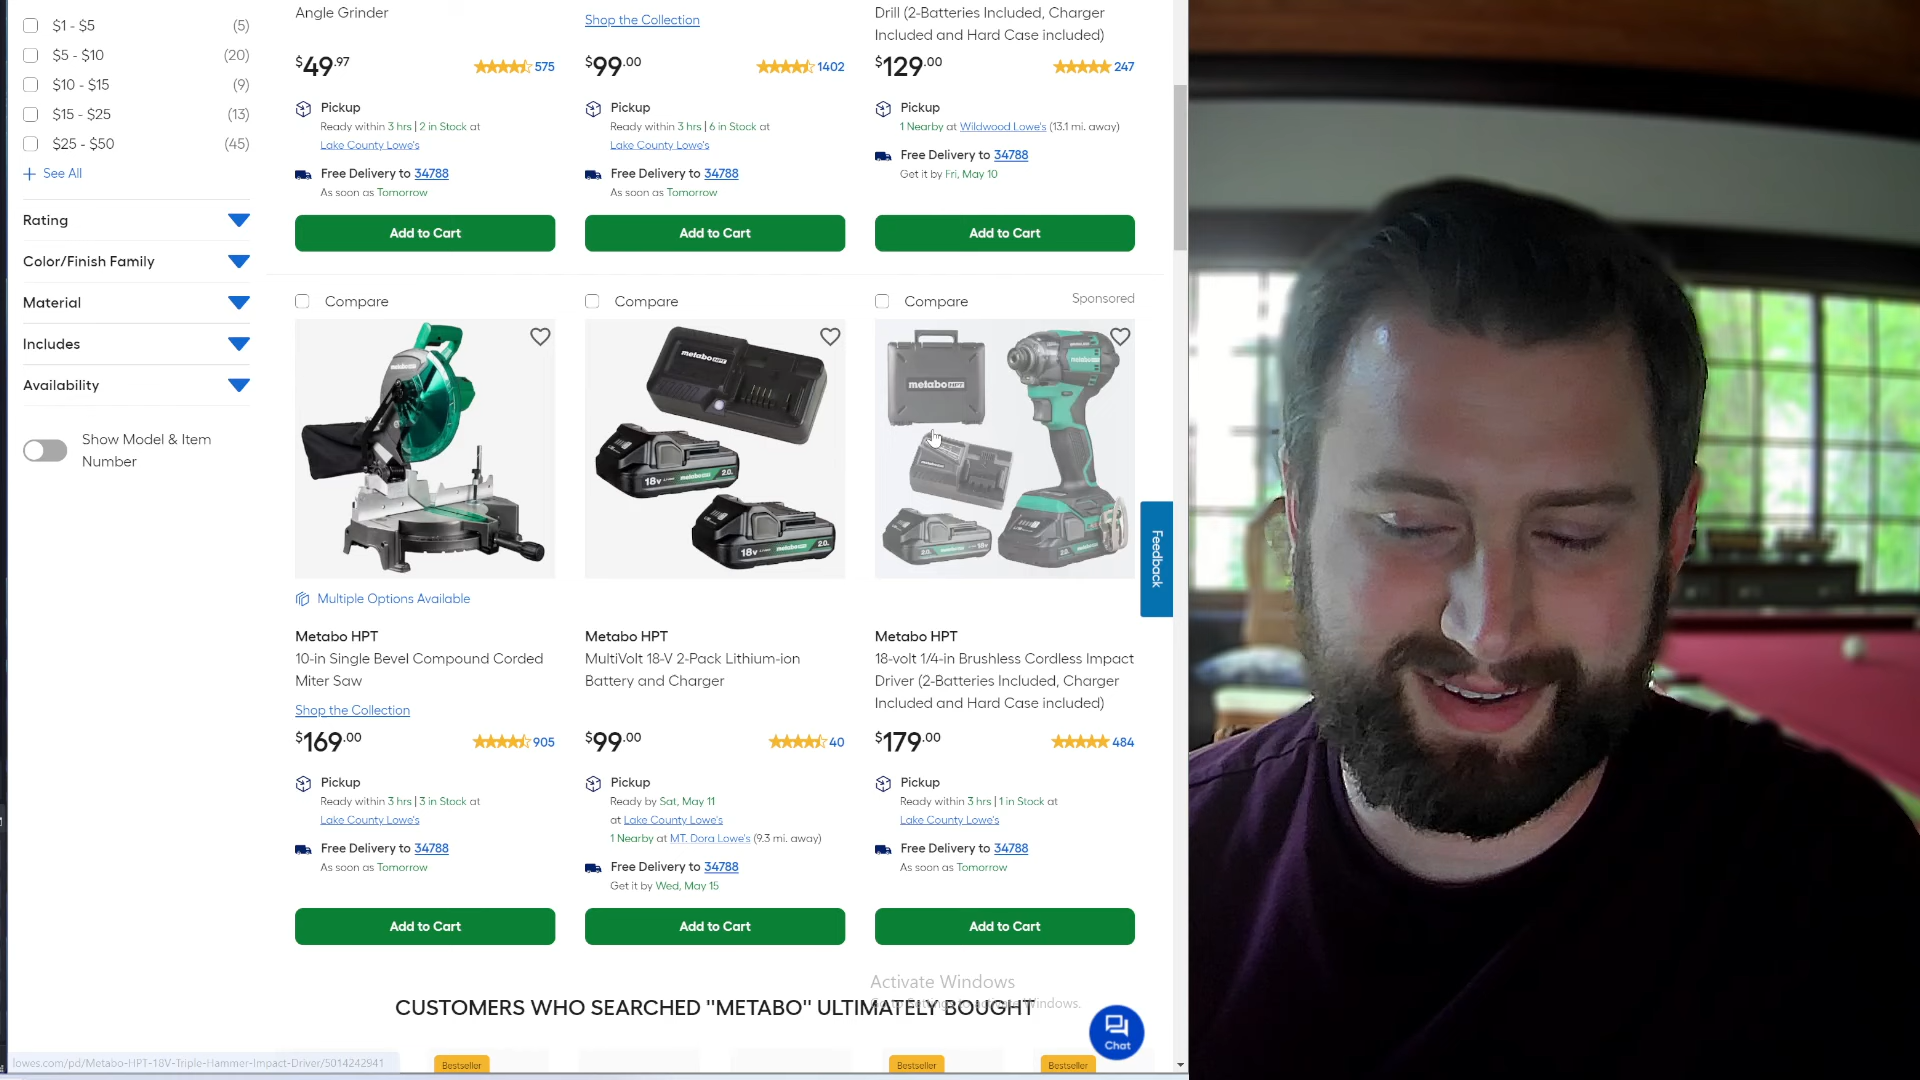 $1 - $5 (5)
$5 - $10 (20)
$10 - $15 (9)
$15 - $25 (13)
$25 - $50 (45)
See All
Rating
Color/Finish Family
Material
Includes
Availability
Show Model & Item
Number
Angle Grinder
$49.97 575
Pickup
Ready within 3 hrs | 2 in Stock at
Lake County Lowe's
Free Delivery to 34788
As soon as Tomorrow
Add to Cart
Shop the Collection
$99.00 1402
Pickup
Ready within 3 hrs | 6 in Stock at
Lake County Lowe's
Free Delivery to 34788
As soon as Tomorrow
Add to Cart
Drill (2-Batteries Included, Charger
Included and Hard Case included)
$129.00 247
Pickup
1 Nearby at Wildwood Lowe's (13.1 mi. away)
Free Delivery to 34788
Get it by Fri, May 10
Add to Cart
Compare
Multiple Options Available
Metabo HPT
10-in Single Bevel Compound Corded
Miter Saw
Shop the Collection
$169.00 905
Pickup
Ready within 3 hrs | 3 in Stock at
Lake County Lowe's
Free Delivery to 34788
As soon as Tomorrow
Add to Cart
Compare
metabo HPT
18v 2.0
18v metabo HPT 2.0
Metabo HPT
MultiVolt 18-V 2-Pack Lithium-ion
Battery and Charger
$99.00 40
Pickup
Ready by Sat, May 11
at Lake County Lowe's
1 Nearby at MT. Dora Lowe's (9.3 mi. away)
Free Delivery to 34788
Get it by Wed, May 15
Add to Cart
Compare Sponsored
metabo HPT
Metabo HPT
18-volt 1/4-in Brushless Cordless Impact
Driver (2-Batteries Included, Charger
Included and Hard Case included)
$179.00 484
Pickup
Ready within 3 hrs | 1 in Stock at
Lake County Lowe's
Free Delivery to 34788
As soon as Tomorrow
Add to Cart
Feedback
Activate Windows
CUSTOMERS WHO SEARCHED "METABO" ULTIMATELY BOUGHT
Chat
lowes.com/pd/Metabo-HPT-18V-Triple-Hammer-Impact-Driver/5014242941
Bestseller
Bestseller
Bestseller